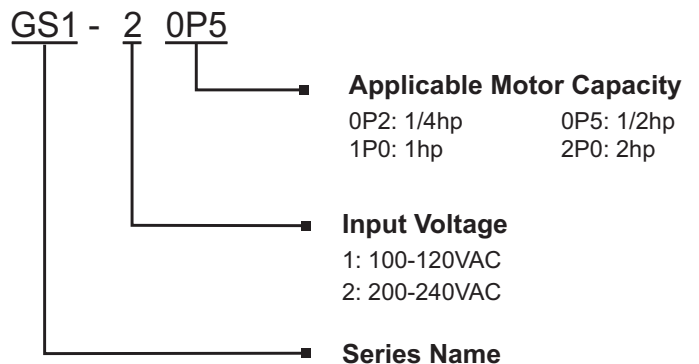 GS1 - 2 0P5
Applicable Motor Capacity
0P2: 1/4hp 0P5: 1/2hp
1P0: 1hp 2P0: 2hp
Input Voltage
1: 100-120VAC
2: 200-240VAC
Series Name